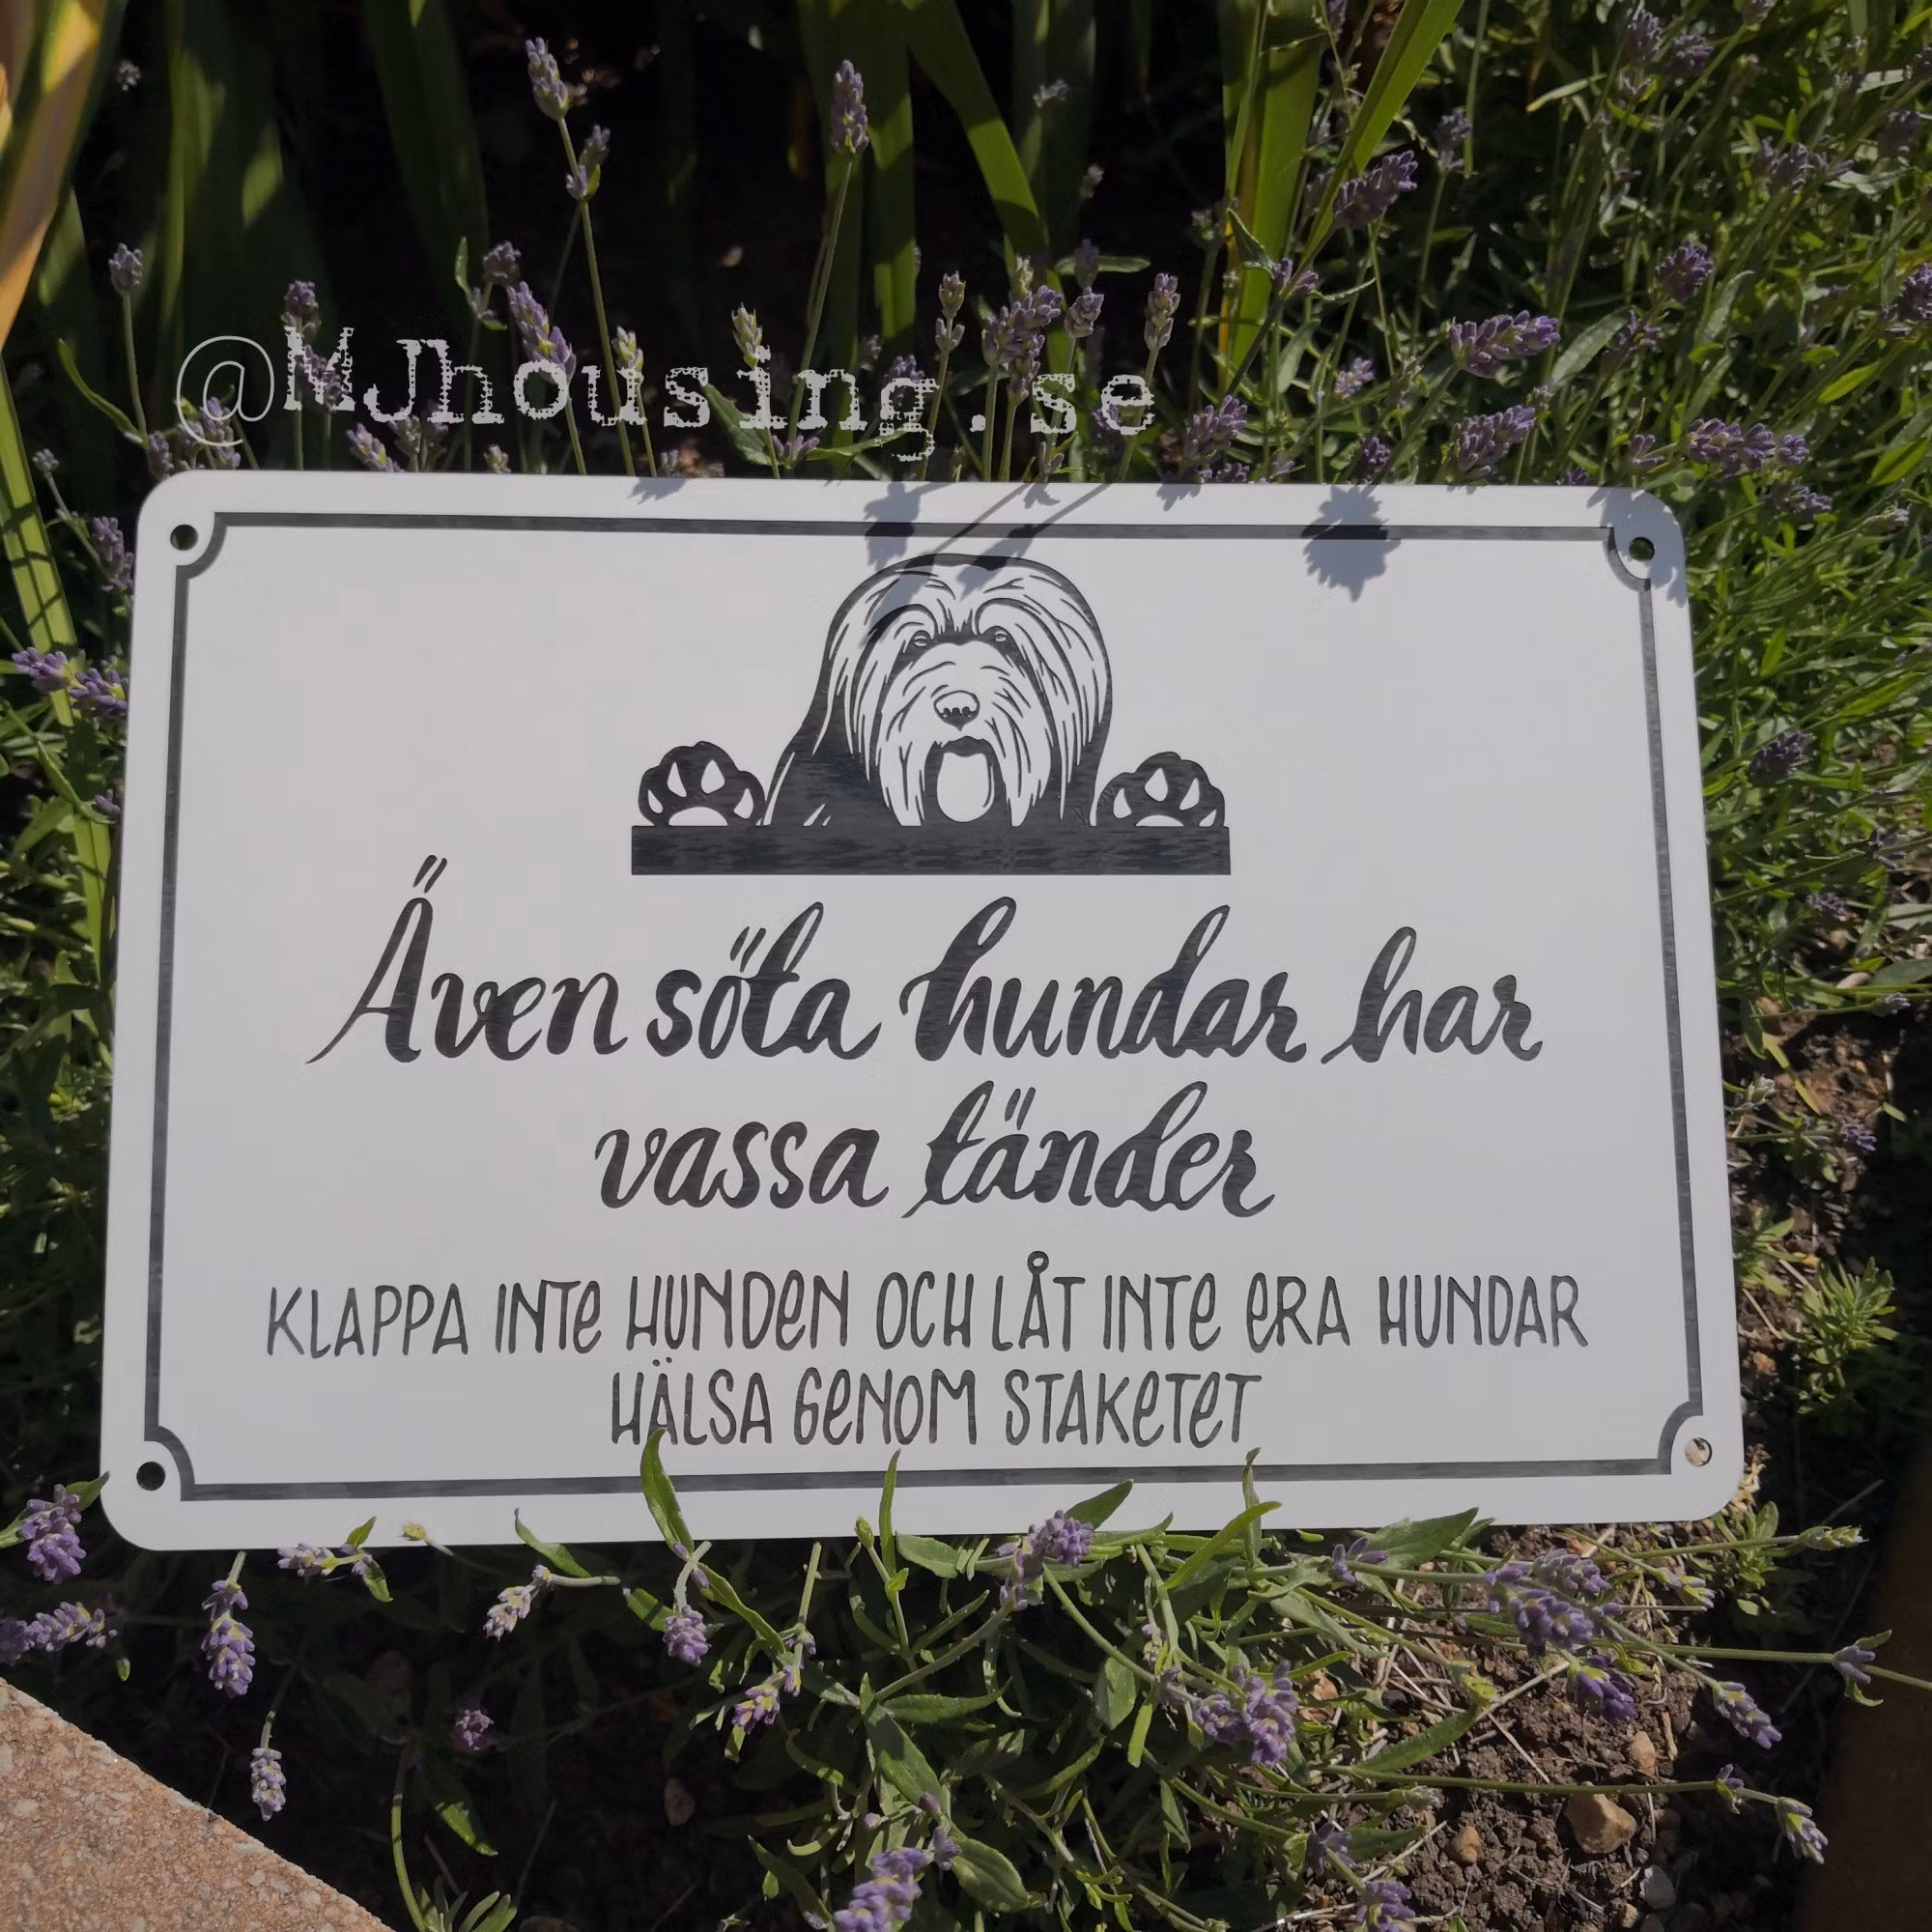 @MJhousing.se
Även söta hundar har
vassa tänder
KLAPPA INTE HUNDEN OCH LÅT INTE ERA HUNDAR
HÄLSA GENOM STAKETET